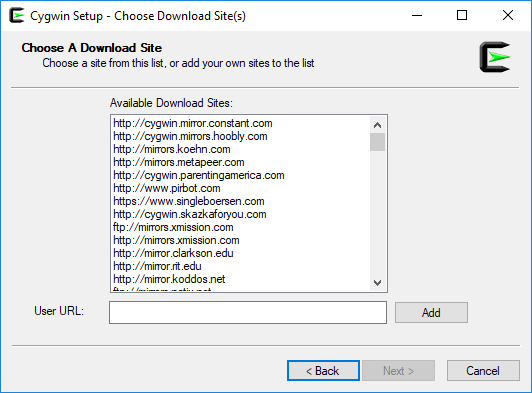 Cygwin Setup - Choose Download Site(s)
Choose A Download Site
Choose a site from this list, or add your own sites to the list
Available Download Sites:
http://cygwin.mirror.constant.com
http://cygwin.mirrors.hoobly.com
http://mirrors.koehn.com
http://mirrors.metapeer.com
http://cygwin.parentingamerica.com
http://www.pirbot.com
https://www.singleboersen.com
http://cygwin.skazkaforyou.com
ftp://mirrors.xmission.com
http://mirrors.xmission.com
http://mirror.clarkson.edu
http://mirror.rit.edu
http://mirror.koddos.net
User URL:
Add
< Back
Next >
Cancel